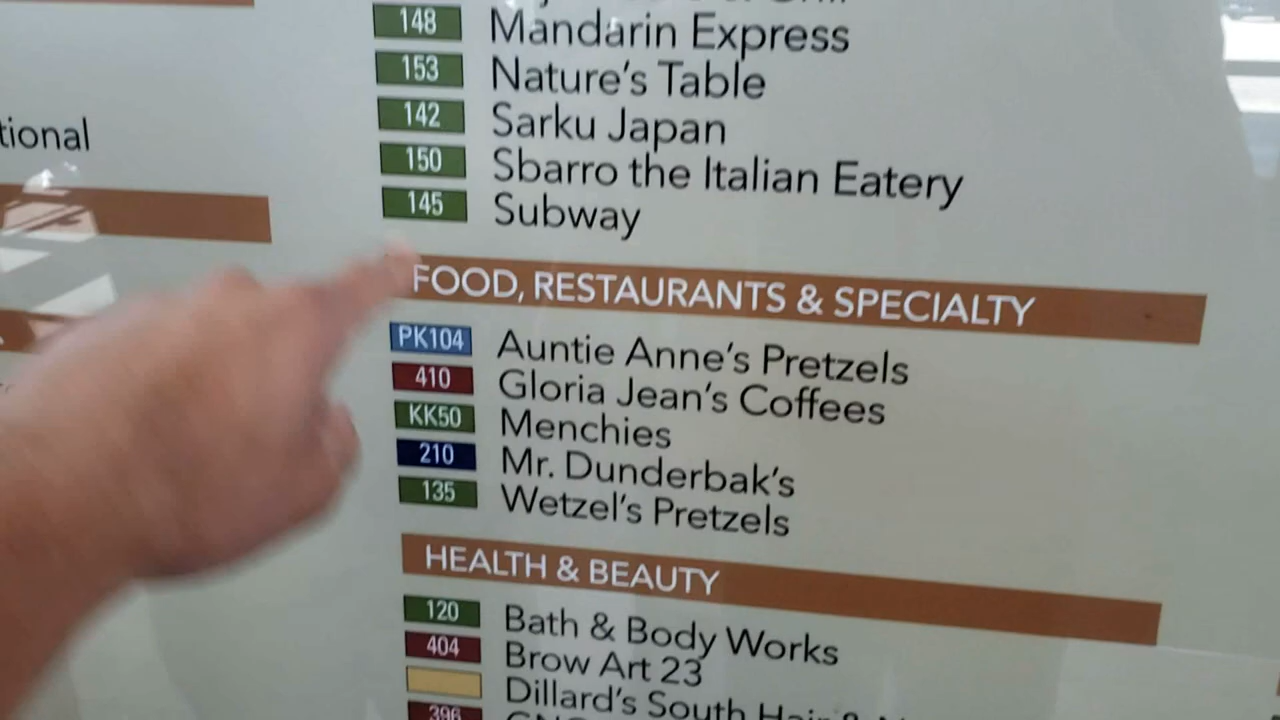 148 Mandarin Express
153 Nature's Table
tional
142 Sarku Japan
150 Sbarro the Italian Eatery
145 Subway
FOOD, RESTAURANTS & SPECIALTY
PK104 Auntie Anne's Pretzels
410 Gloria Jean's Coffees
KK50 Menchies
210 Mr. Dunderbak's
135 Wetzel's Pretzels
HEALTH & BEAUTY
120 Bath & Body Works
404 Brow Art 23
Dillard's South Hair &
396